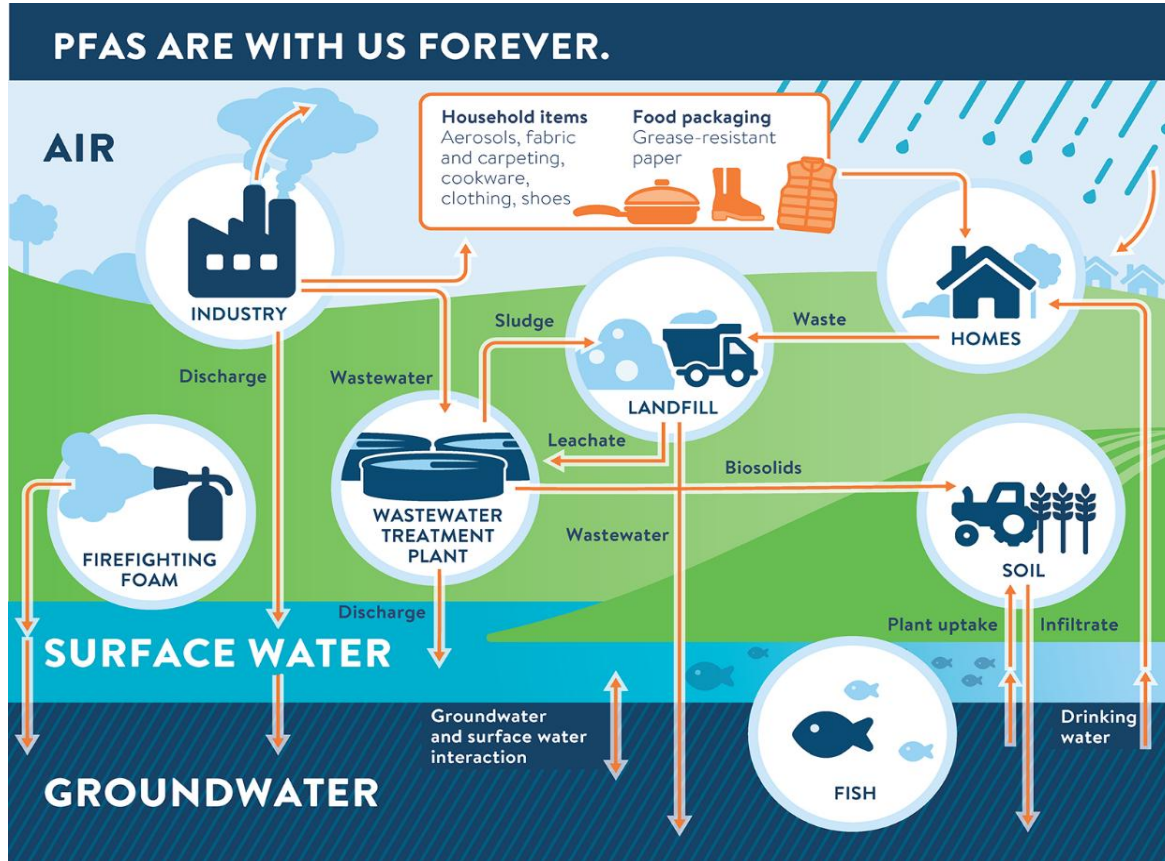 PFAS ARE WITH US FOREVER.
AIR
Household items
Aerosols, fabric
and carpeting,
cookware,
clothing, shoes
Food packaging
Grease-resistant
paper
INDUSTRY
HOMES
Sludge
Waste
Discharge
Wastewater
LANDFILL
Leachate
Biosolids
FIREFIGHTING
FOAM
WASTEWATER
TREATMENT
PLANT
Wastewater
SOIL
Discharge
Plant uptake
Infiltrate
SURFACE WATER
Groundwater
and surface water
interaction
Drinking
water
GROUNDWATER
FISH